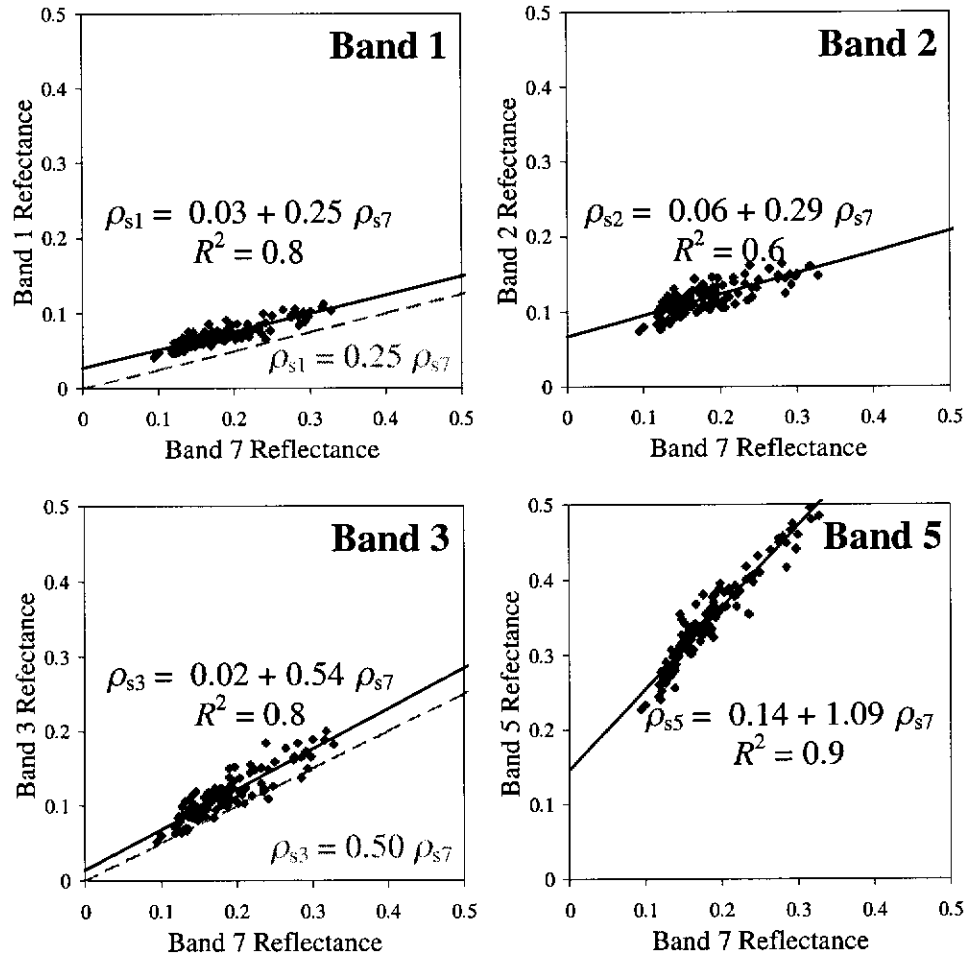 Band 1
Band 1 Refectance
0.5
0.4
0.3
0.2
0.1
0
ρs1 = 0.03 + 0.25 ρs7
R² = 0.8
ρs1 = 0.25 ρs7
0 0.1 0.2 0.3 0.4 0.5
Band 7 Reflectance
Band 2
Band 2 Refectance
0.5
0.4
0.3
0.2
0.1
0
ρs2 = 0.06 + 0.29 ρs7
R² = 0.6
0 0.1 0.2 0.3 0.4 0.5
Band 7 Reflectance
Band 3
Band 3 Refectance
0.5
0.4
0.3
0.2
0.1
0
ρs3 = 0.02 + 0.54 ρs7
R² = 0.8
ρs3 = 0.50 ρs7
0 0.1 0.2 0.3 0.4 0.5
Band 7 Reflectance
Band 5
Band 5 Refectance
0.5
0.4
0.3
0.2
0.1
0
ρs5 = 0.14 + 1.09 ρs7
R² = 0.9
0 0.1 0.2 0.3 0.4 0.5
Band 7 Reflectance